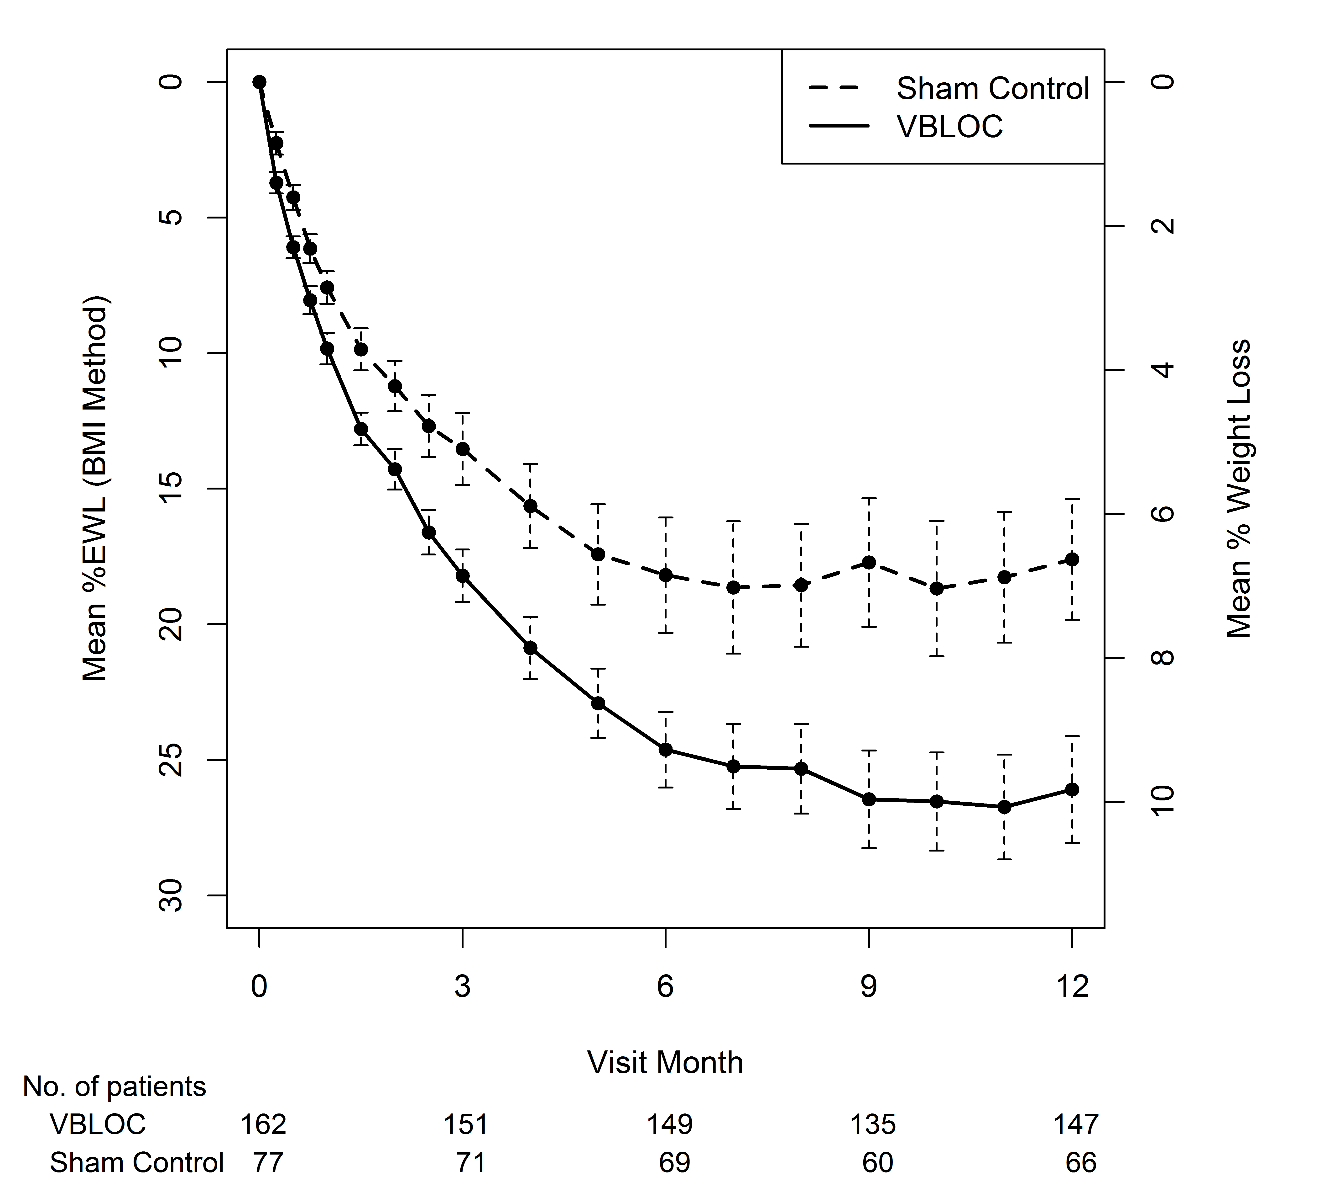 Sham Control
VBLOC
Mean %EWL (BMI Method)
0
5
10
15
20
25
30
Mean % Weight Loss
0
2
4
6
8
10
0 3 6 9 12
Visit Month
No. of patients
VBLOC 162 151 149 135 147
Sham Control 77 71 69 60 66